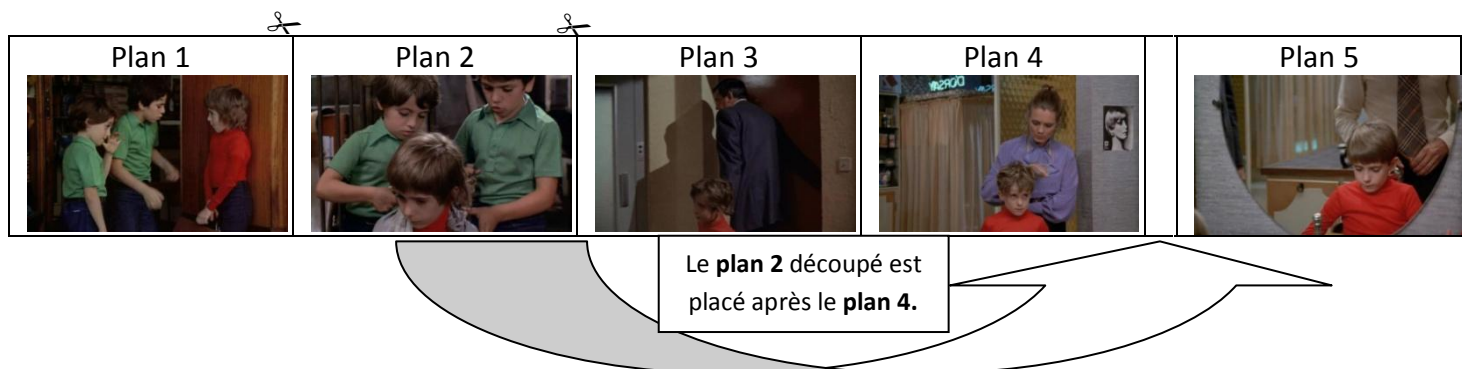 Plan 1
Plan 2
Plan 3
Plan 4
Plan 5
Le plan 2 découpé est
placé après le plan 4.